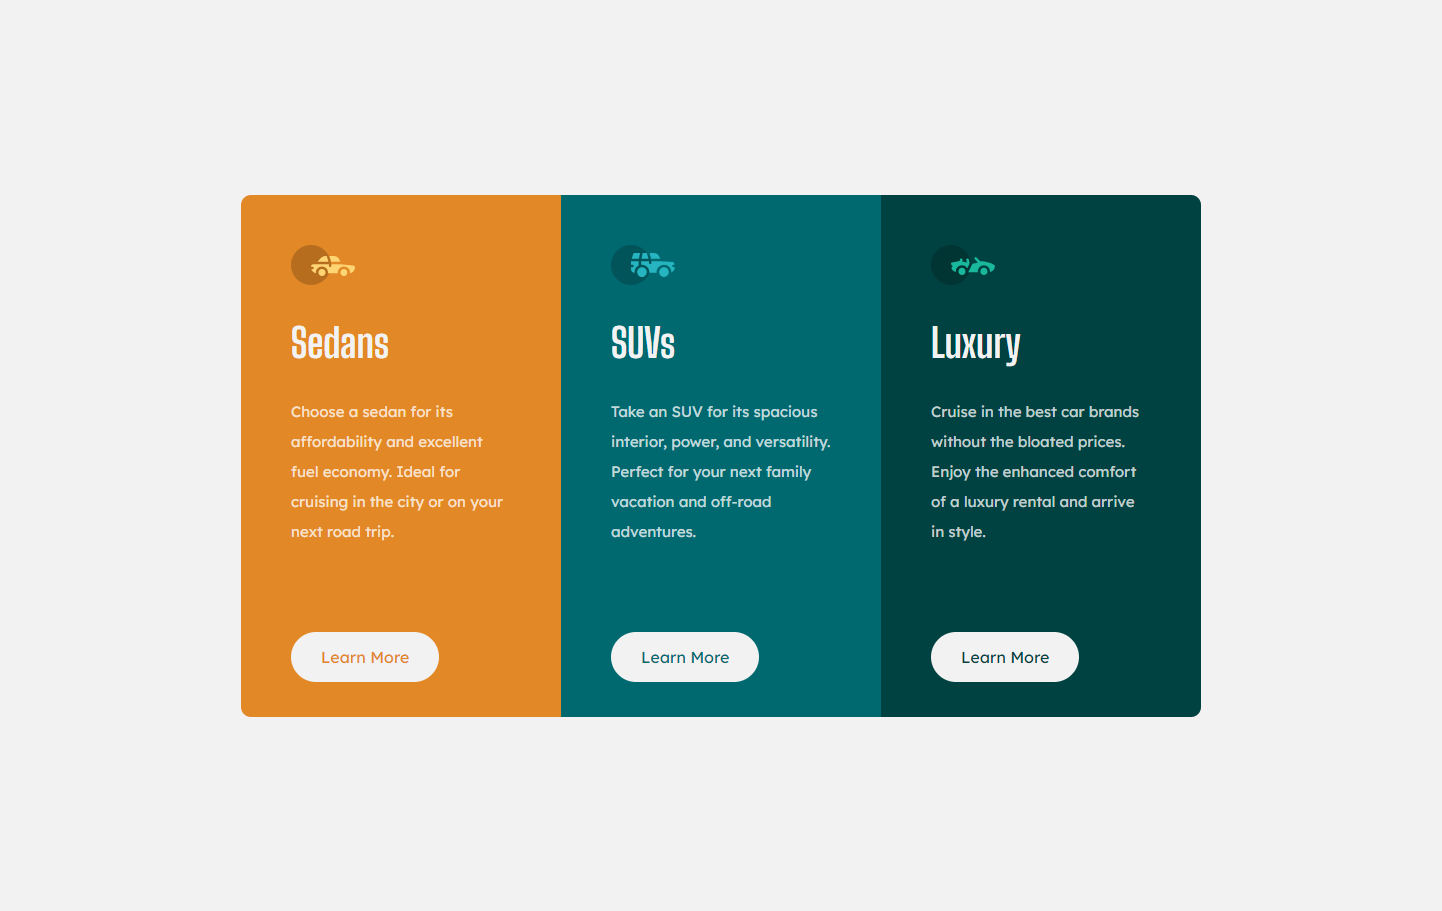 Sedans
Choose a sedan for its
affordability and excellent
fuel economy. Ideal for
cruising in the city or on your
next road trip.
Learn More
SUVs
Take an SUV for its spacious
interior, power, and versatility.
Perfect for your next family
vacation and off-road
adventures.
Learn More
Luxury
Cruise in the best car brands
without the bloated prices.
Enjoy the enhanced comfort
of a luxury rental and arrive
in style.
Learn More